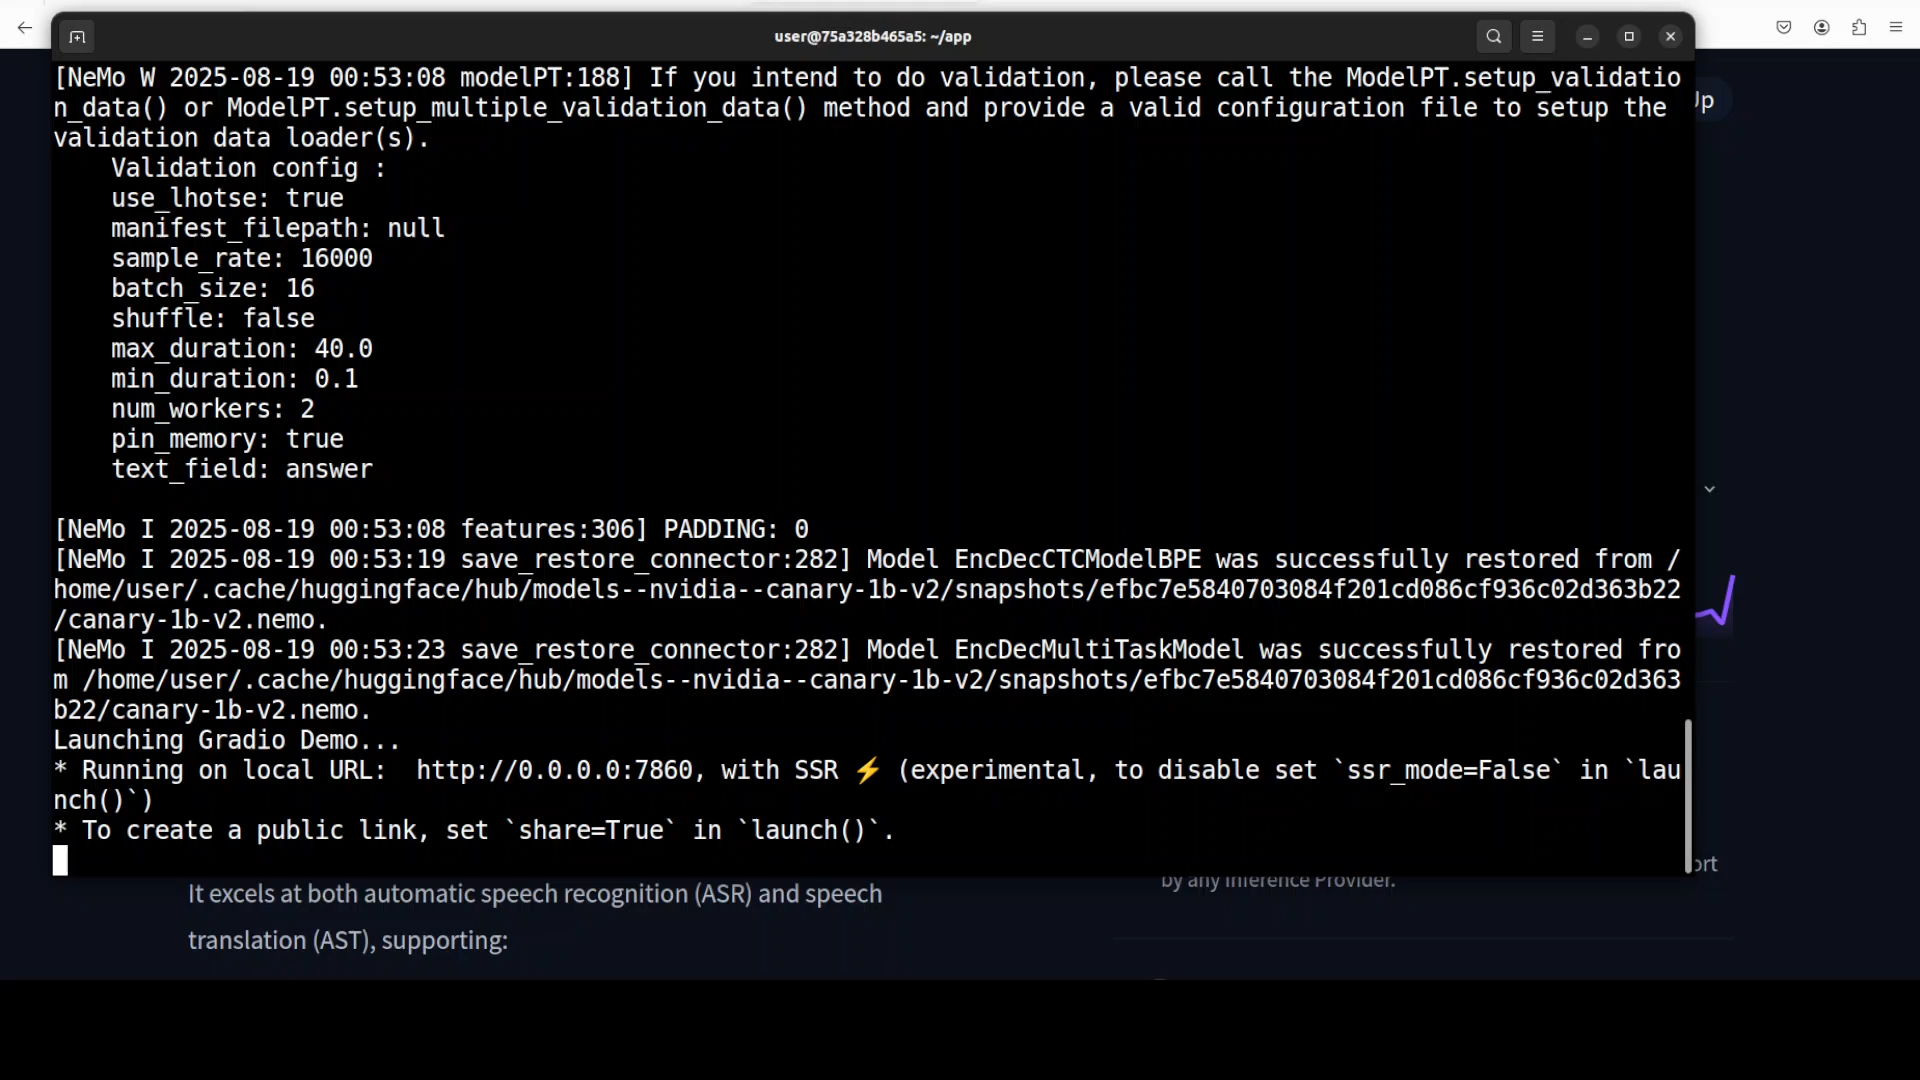 user@75a328b465a5: ~/app
[NeMo W 2025-08-19 00:53:08 modelPT:188] If you intend to do validation, please call the ModelPT.setup_validatio
n_data() or ModelPT.setup_multiple_validation_data() method and provide a valid configuration file to setup the
validation data loader(s).
    Validation config :
    use_lhotse: true
    manifest_filepath: null
    sample_rate: 16000
    batch_size: 16
    shuffle: false
    max_duration: 40.0
    min_duration: 0.1
    num_workers: 2
    pin_memory: true
    text_field: answer
[NeMo I 2025-08-19 00:53:08 features:306] PADDING: 0
[NeMo I 2025-08-19 00:53:19 save_restore_connector:282] Model EncDecCTCModelBPE was successfully restored from /
home/user/.cache/huggingface/hub/models--nvidia--canary-1b-v2/snapshots/efbc7e5840703084f201cd086cf936c02d363b22
/canary-1b-v2.nemo.
[NeMo I 2025-08-19 00:53:23 save_restore_connector:282] Model EncDecMultiTaskModel was successfully restored fro
m /home/user/.cache/huggingface/hub/models--nvidia--canary-1b-v2/snapshots/efbc7e5840703084f201cd086cf936c02d363
b22/canary-1b-v2.nemo.
Launching Gradio Demo...
* Running on local URL:  http://0.0.0.0:7860, with SSR ⚡ (experimental, to disable set `ssr_mode=False` in `lau
nch()`)
* To create a public link, set `share=True` in `launch()`.
It excels at both automatic speech recognition (ASR) and speech
translation (AST), supporting:
by any Inference Provider.